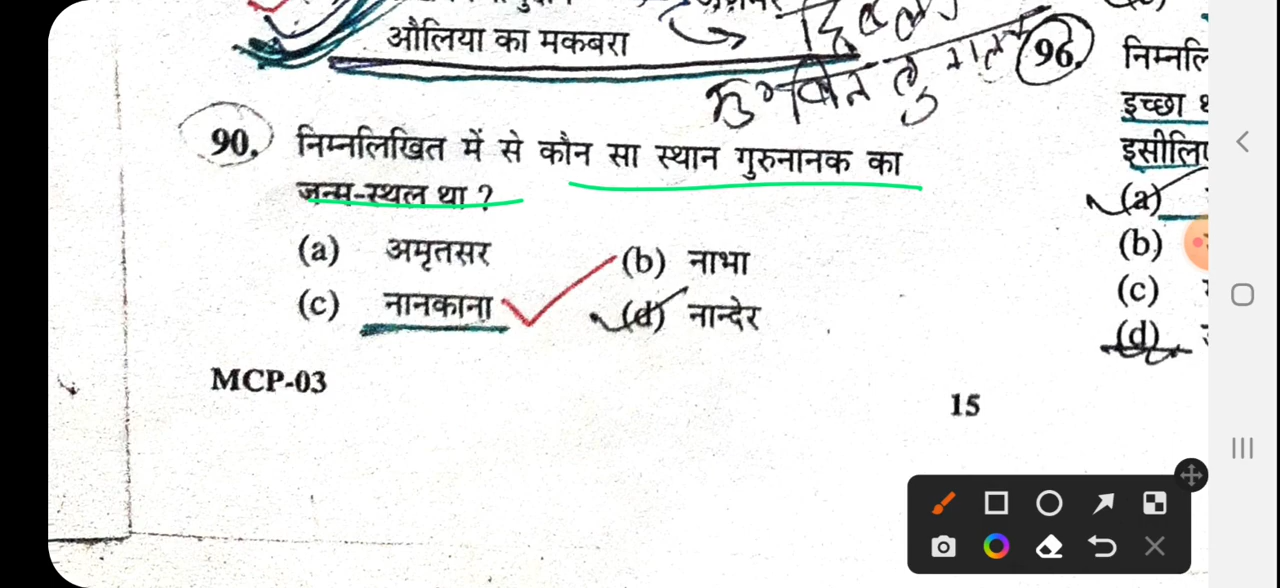 औलिया का मकबरा
96.
निम्नलि
इच्छा
इसीलि
(a)
(b)
(c)
(d)
90. निम्नलिखित में से कौन सा स्थान गुरुनानक का
जन्म-स्थल था ?
(a) अमृतसर (b) नाभा
(c) नानकाना (d) नान्देर
MCP-03
15